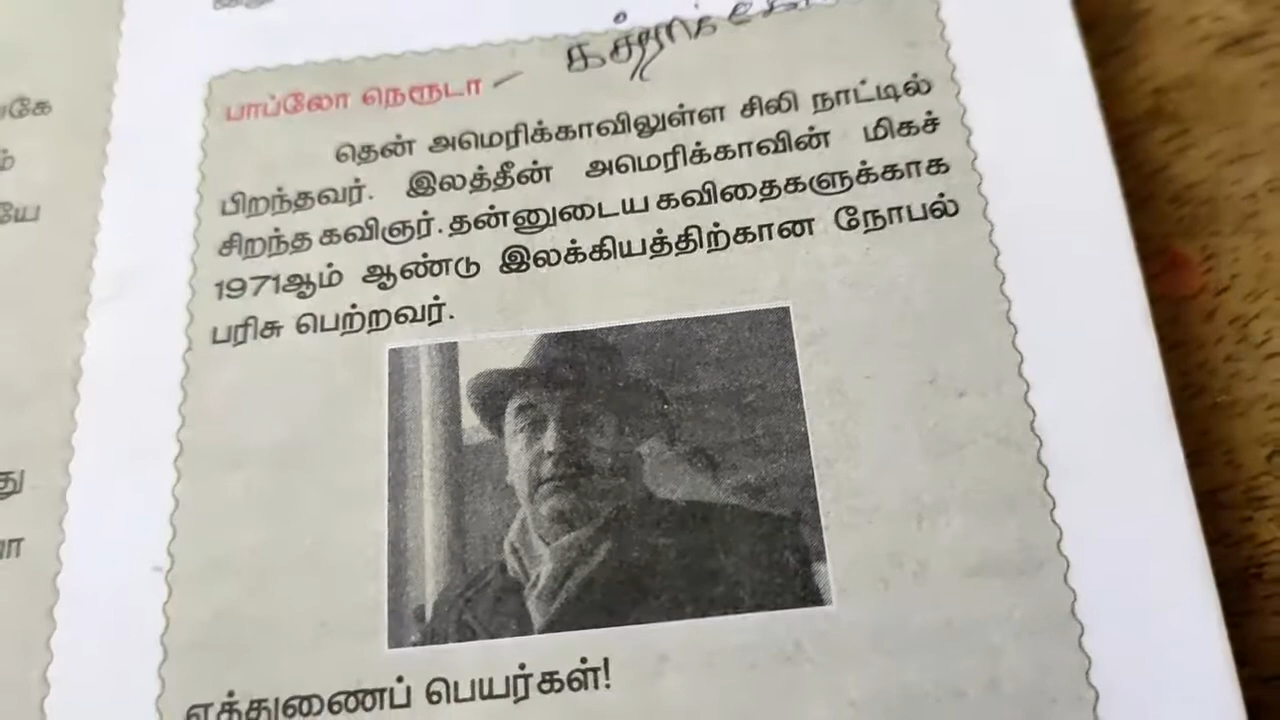 பாப்லோ நெரூடா –
தென் அமெரிக்காவிலுள்ள சிலி நாட்டில்
பிறந்தவர். இலத்தீன் அமெரிக்காவின் மிகச்
சிறந்த கவிஞர். தன்னுடைய கவிதைகளுக்காக
1971ஆம் ஆண்டு இலக்கியத்திற்கான நோபல்
பரிசு பெற்றவர்.
எத்துணைப் பெயர்கள்!